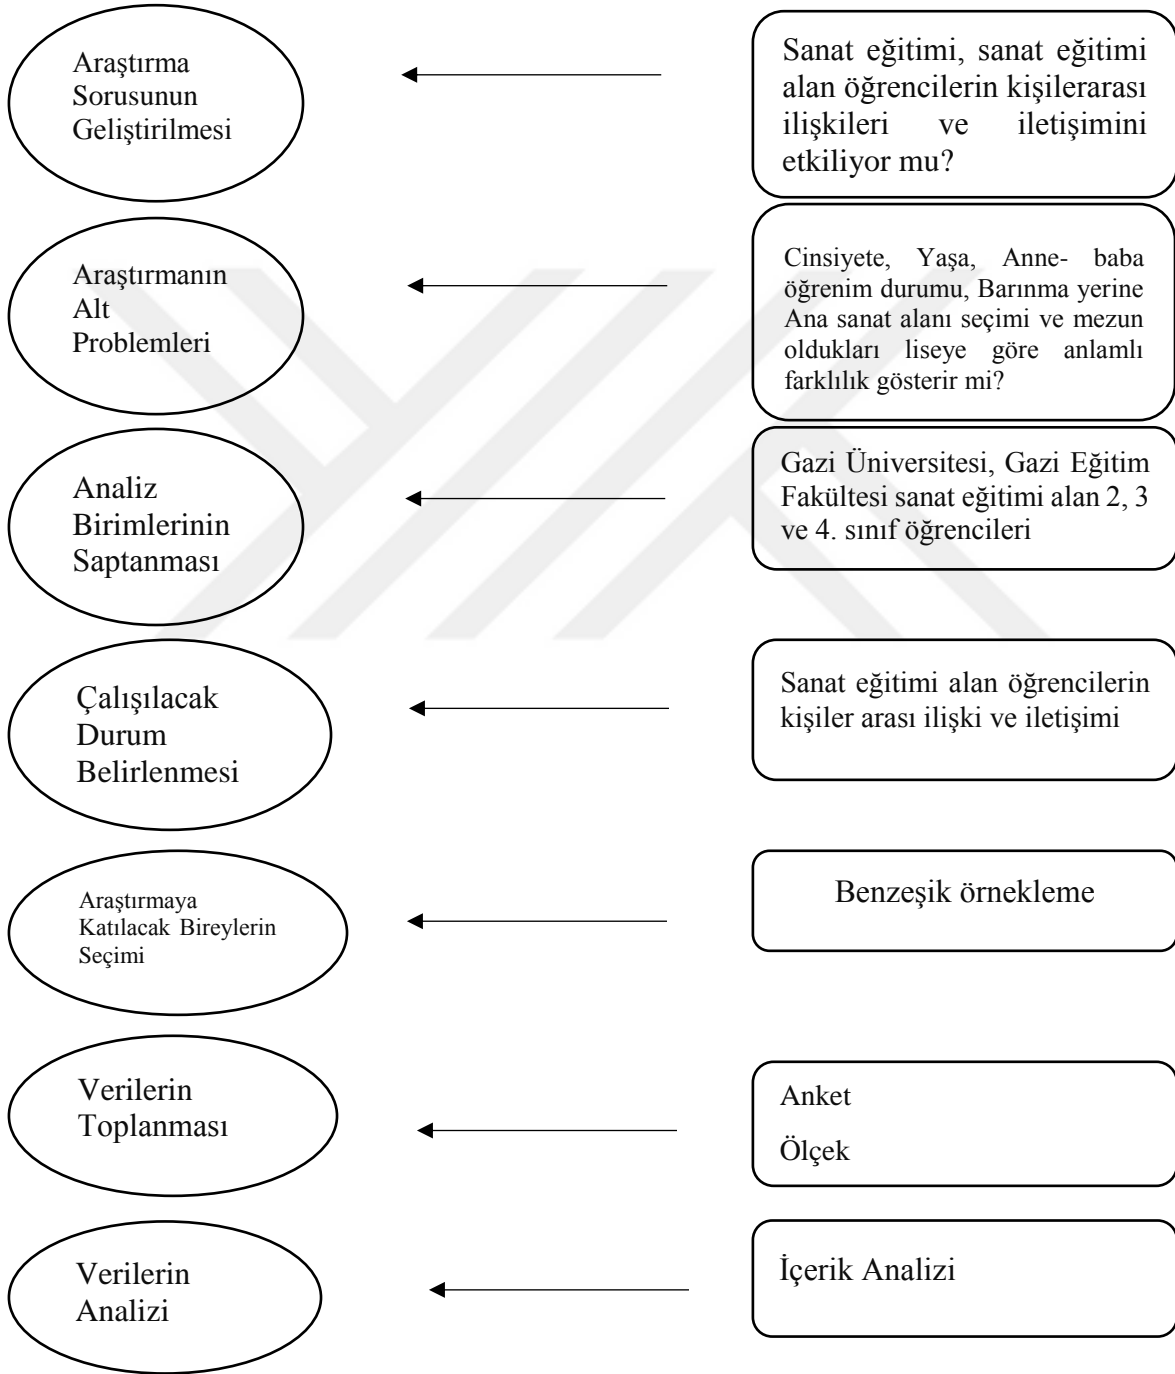 Araştırma
Sorusunun
Geliştirilmesi
Sanat eğitimi, sanat eğitimi
alan öğrencilerin kişilerarası
ilişkileri ve iletişimini
etkiliyor mu?
Araştırmanın
Alt
Problemleri
Cinsiyete, Yaşa, Anne- baba
öğrenim durumu, Barınma yerine
Ana sanat alanı seçimi ve mezun
oldukları liseye göre anlamlı
farklılık gösterir mi?
Analiz
Birimlerinin
Saptanması
Gazi Üniversitesi, Gazi Eğitim
Fakültesi sanat eğitimi alan 2, 3
ve 4. sınıf öğrencileri
Çalışılacak
Durum
Belirlenmesi
Sanat eğitimi alan öğrencilerin
kişiler arası ilişki ve iletişimi
Araştırmaya
Katılacak Bireylerin
Seçimi
Benzeşik örnekleme
Verilerin
Toplanması
Anket
Ölçek
Verilerin
Analizi
İçerik Analizi